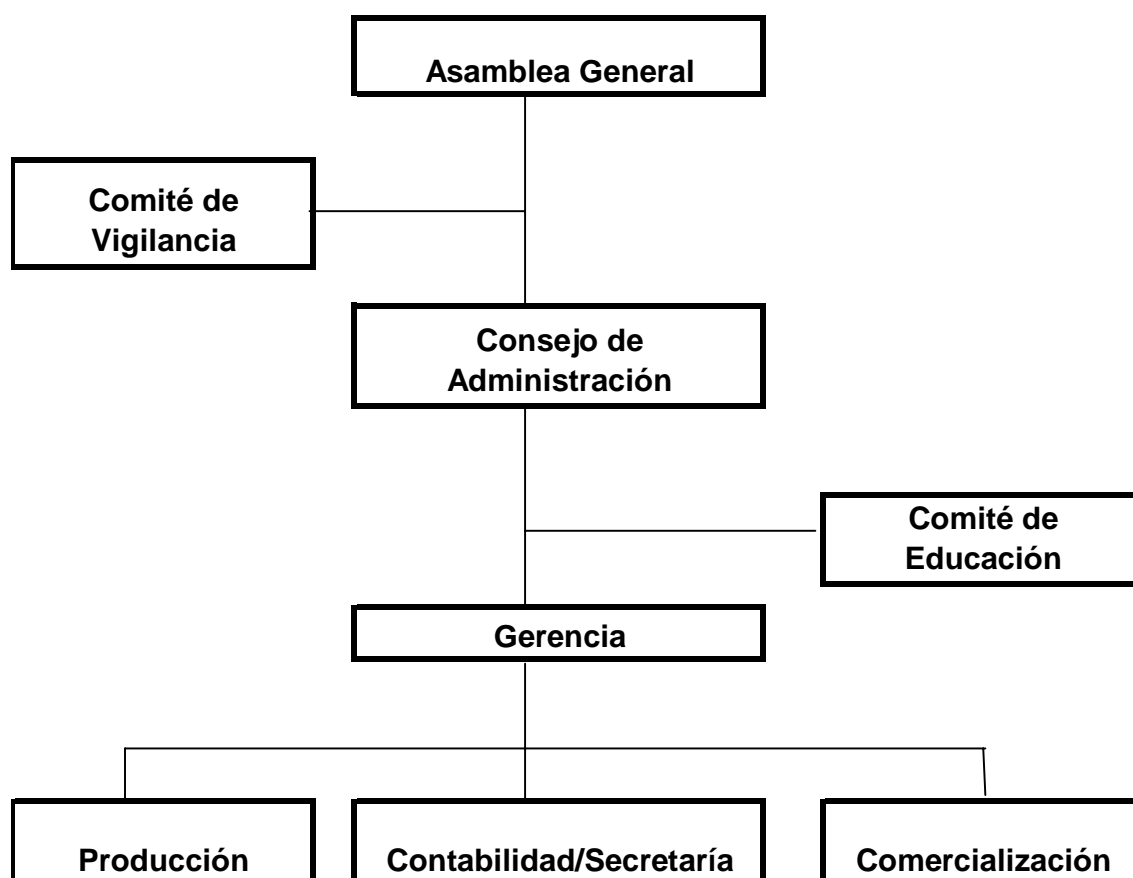 Asamblea General
Comité de
Vigilancia
Consejo de
Administración
Comité de
Educación
Gerencia
Producción
Contabilidad/Secretaría
Comercialización